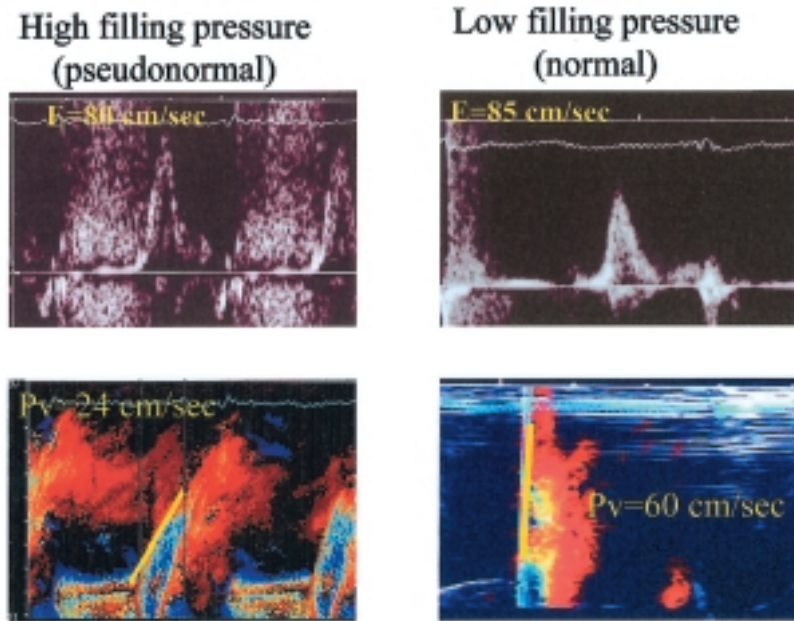 High filling pressure
(pseudonormal)
Low filling pressure
(normal)
E=80 cm/sec
E=85 cm/sec
Pv=24 cm/sec
Pv=60 cm/sec